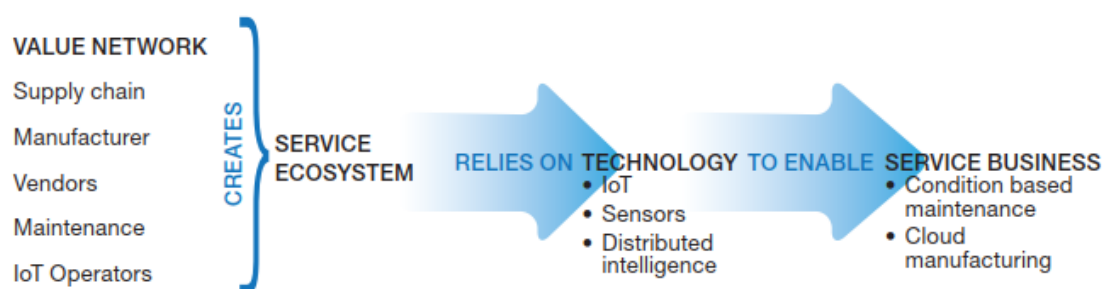 VALUE NETWORK
Supply chain
Manufacturer
Vendors
Maintenance
IoT Operators
CREATES
SERVICE
ECOSYSTEM
RELIES ON
TECHNOLOGY
• IoT
• Sensors
• Distributed
intelligence
TO ENABLE
SERVICE BUSINESS
• Condition based
maintenance
• Cloud
manufacturing